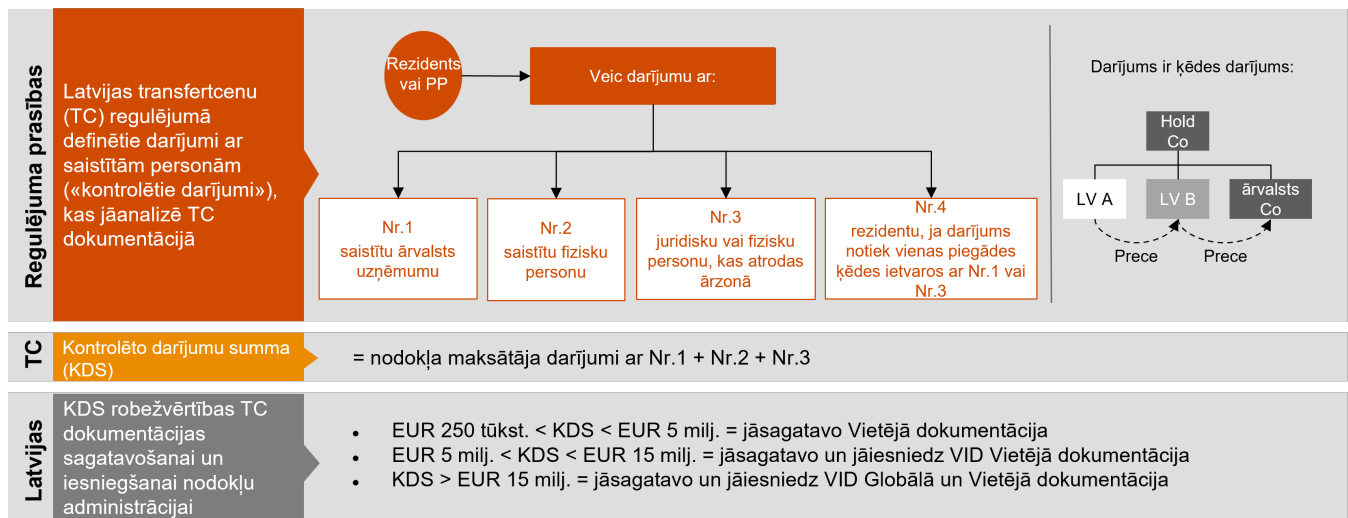 Regulējuma prasības
Latvijas transfertcenu
(TC) regulējumā
definētie darījumi ar
saistītām personām
(«kontrolētie darījumi»),
kas jāanalizē TC
dokumentācijā
Rezidents
vai PP
Veic darījumu ar:
Nr.1
saistītu ārvalsts
uzņēmumu
Nr.2
saistītu fizisku
personu
Nr.3
juridisku vai fizisku
personu, kas atrodas
ārzonā
Nr.4
rezidentu, ja darījums
notiek vienas piegādes
ķēdes ietvaros ar Nr.1 vai
Nr.3
Darījums ir ķēdes darījums:
Hold
Co
LV A
LV B
ārvalsts
Co
Prece
Prece
TC
Kontrolēto darījumu summa
(KDS)
= nodokļa maksātāja darījumi ar Nr.1 + Nr.2 + Nr.3
Latvijas
KDS robežvērtības TC
dokumentācijas
sagatavošanai un
iesniegšanai nodokļu
administrācijai
• EUR 250 tūkst. < KDS < EUR 5 milj. = jāsagatavo Vietējā dokumentācija
• EUR 5 milj. < KDS < EUR 15 milj. = jāsagatavo un jāiesniedz VID Vietējā dokumentācija
• KDS > EUR 15 milj. = jāsagatavo un jāiesniedz VID Globālā un Vietējā dokumentācija